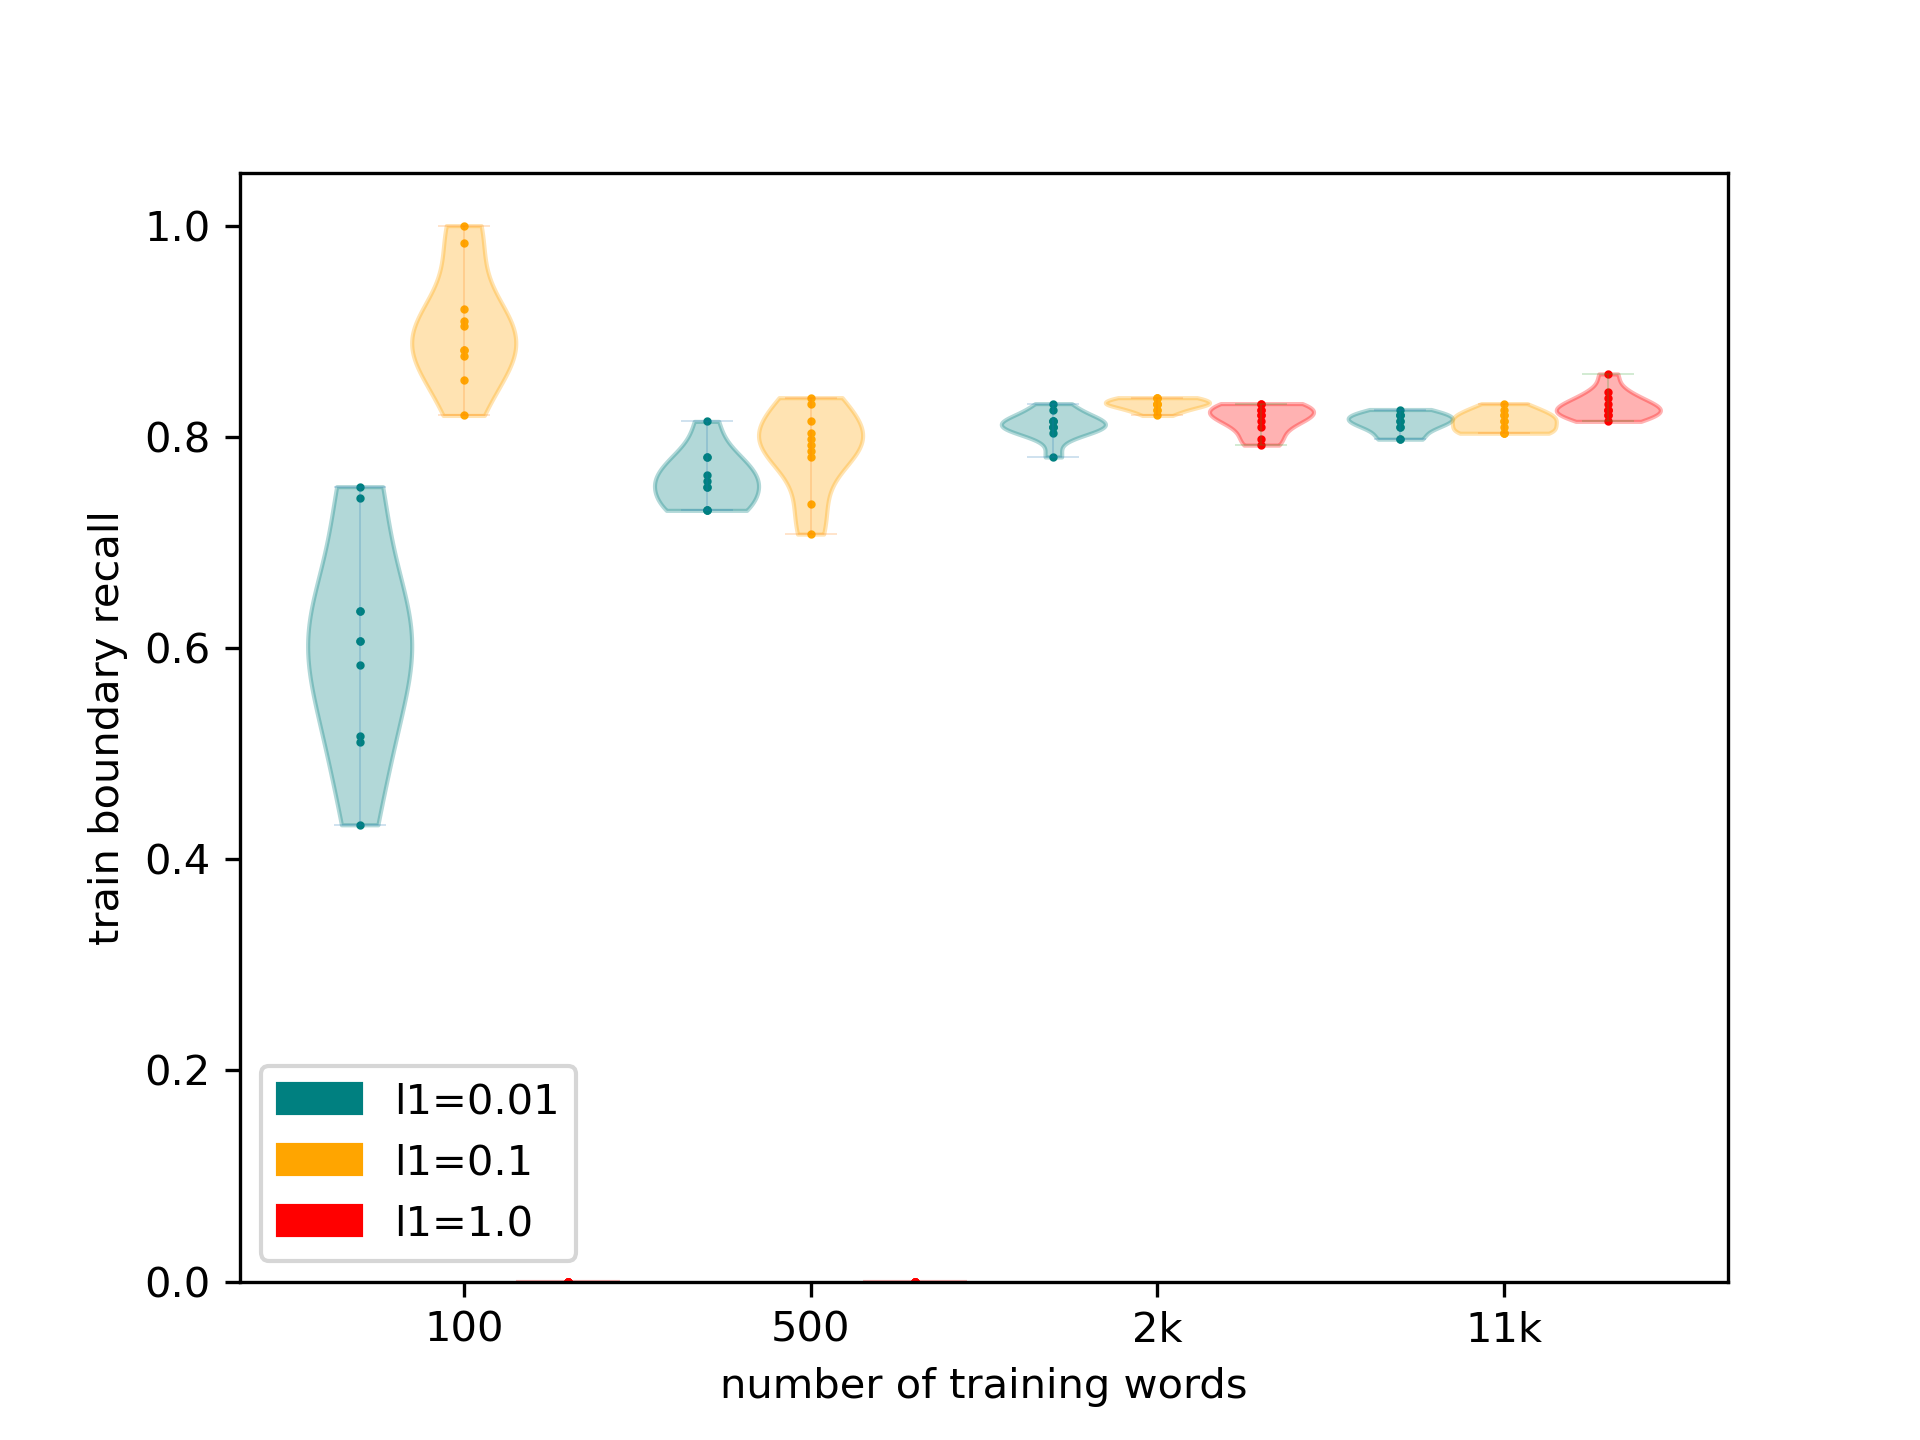 train boundary recall
1.0
0.8
0.6
0.4
0.2
0.0
l1=0.01
l1=0.1
l1=1.0
100 500 2k 11k
number of training words